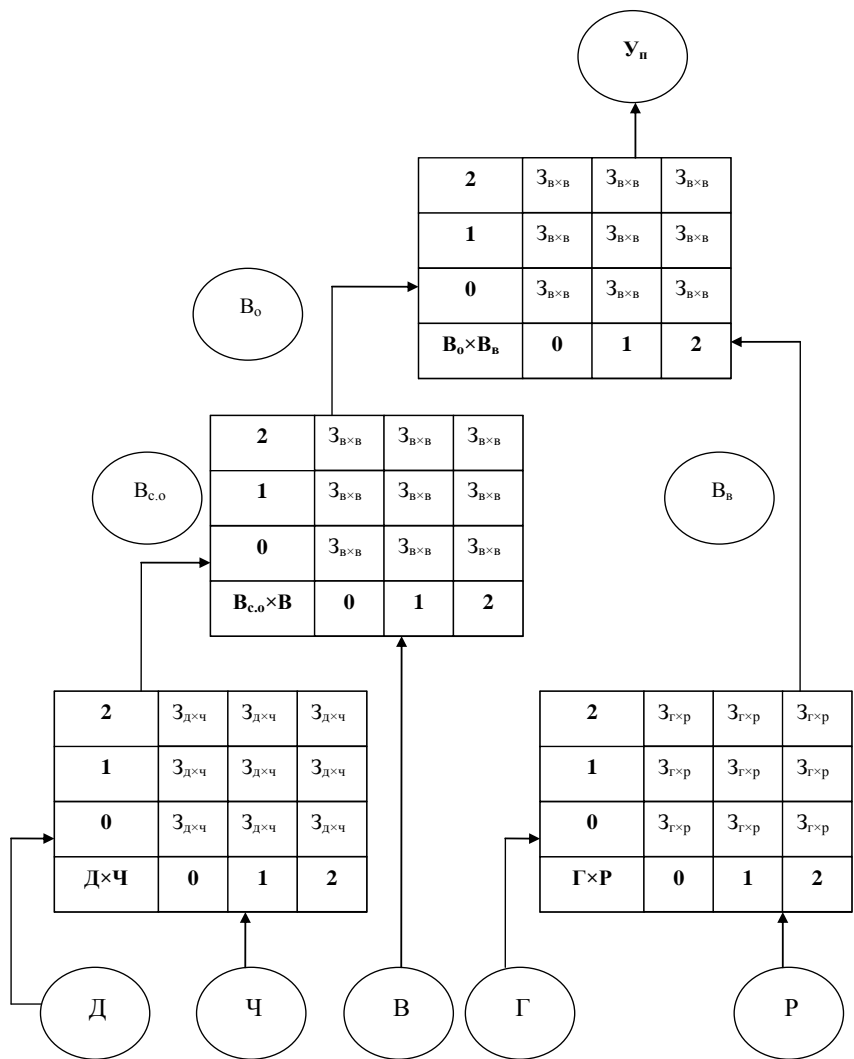 Уп
2 Зв×в Зв×в Зв×в
1 Зв×в Зв×в Зв×в
0 Зв×в Зв×в Зв×в
Во×Вв 0 1 2
Во
2 Зв×в Зв×в Зв×в
1 Зв×в Зв×в Зв×в
0 Зв×в Зв×в Зв×в
Вс.о×В 0 1 2
Вс.о
Вв
2 Зд×ч Зд×ч Зд×ч
1 Зд×ч Зд×ч Зд×ч
0 Зд×ч Зд×ч Зд×ч
Д×Ч 0 1 2
2 Зг×р Зг×р Зг×р
1 Зг×р Зг×р Зг×р
0 Зг×р Зг×р Зг×р
Г×Р 0 1 2
Д Ч В Г Р